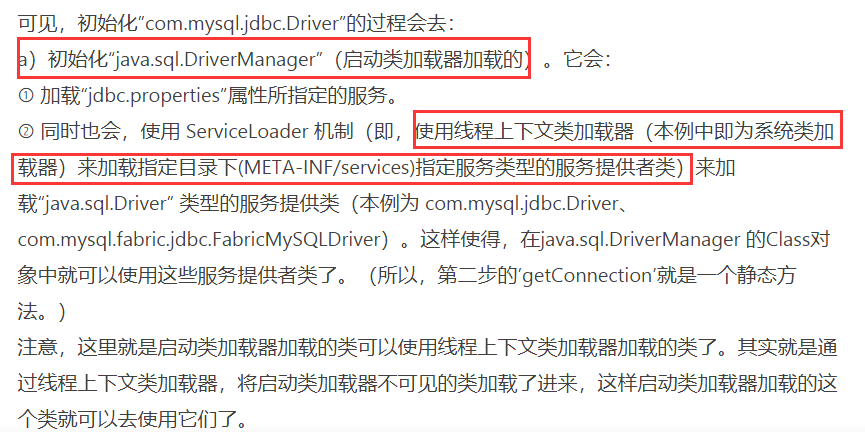 可见，初始化“com.mysql.jdbc.Driver”的过程会去：
a）初始化“java.sql.DriverManager”（启动类加载器加载的）。它会：
① 加载“jdbc.properties”属性所指定的服务。
② 同时也会，使用 ServiceLoader 机制（即，使用线程上下文类加载器（本例中即为系统类加
载器）来加载指定目录下(META-INF/services)指定服务类型的服务提供者类）来加
载“java.sql.Driver” 类型的服务提供类（本例为 com.mysql.jdbc.Driver、
com.mysql.fabric.jdbc.FabricMySQLDriver）。这样使得，在java.sql.DriverManager 的Class对
象中就可以使用这些服务提供者类了。（所以，第二步的‘getConnection’就是一个静态方
法。）
注意，这里就是启动类加载器加载的类可以使用线程上下文类加载器加载的类了。其实就是通
过线程上下文类加载器，将启动类加载器不可见的类加载了进来，这样启动类加载器加载的这
个类就可以去使用它们了。